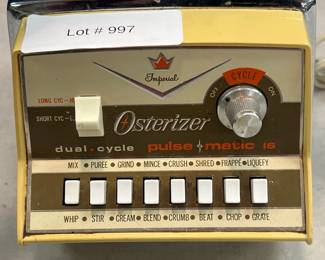 Lot # 997
Imperial
CYCLE
OFF ON
LONG CYC-
SHORT CYC-
Osterizer
dual cycle pulse matic 16
MIX PUREE GRIND MINCE CRUSH SHRED FRAPPÉ LIQUEFY
WHIP STIR CREAM BLEND CRUMB BEAT CHOP GRATE